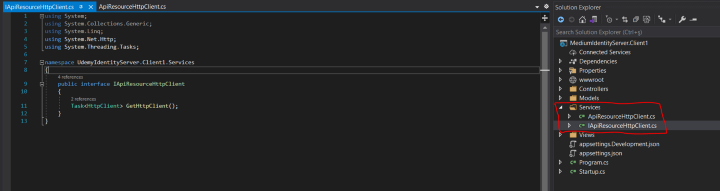 IApiResourceHttpClient.cs
ApiResourceHttpClient.cs
1 using System;
2 using System.Collections.Generic;
3 using System.Linq;
4 using System.Net.Http;
5 using System.Threading.Tasks;
6
7 namespace UdemyIdentityServer.Client1.Services
8 {
4 references
9 public interface IApiResourceHttpClient
10 {
2 references
11 Task<HttpClient> GetHttpClient();
12 }
13 }
Solution Explorer
Search Solution Explorer (Ctrl+ş)
MediumIdentityServer.Client1
Connected Services
Dependencies
Properties
wwwroot
Controllers
Models
Services
ApiResourceHttpClient.cs
IApiResourceHttpClient.cs
Views
appsettings.Development.json
appsettings.json
Program.cs
Startup.cs